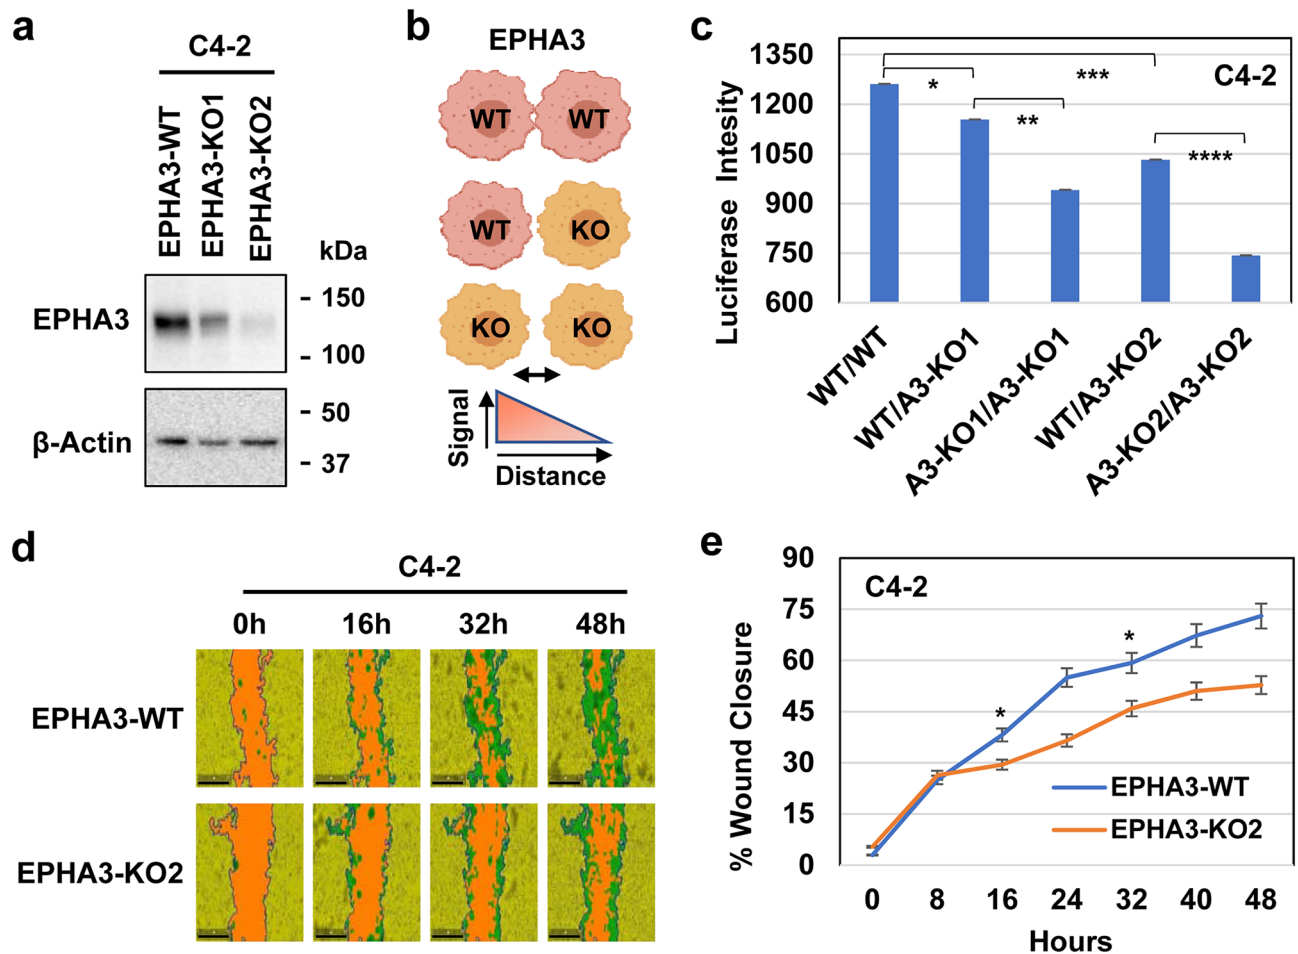 a
C4-2
EPHA3-WT
EPHA3-KO1
EPHA3-KO2
kDa
EPHA3
- 150
- 100
β-Actin
- 50
- 37
b
EPHA3
WT WT
WT KO
KO KO
Signal
Distance
c
C4-2
Luciferase Intesity
1350
1200
1050
900
750
600
*
***
**
****
WT/WT
WT/A3-KO1
A3-KO1/A3-KO1
WT/A3-KO2
A3-KO2/A3-KO2
d
C4-2
0h 16h 32h 48h
EPHA3-WT
EPHA3-KO2
e
C4-2
% Wound Closure
90
75
60
45
30
15
0
*
*
EPHA3-WT
EPHA3-KO2
0 8 16 24 32 40 48
Hours